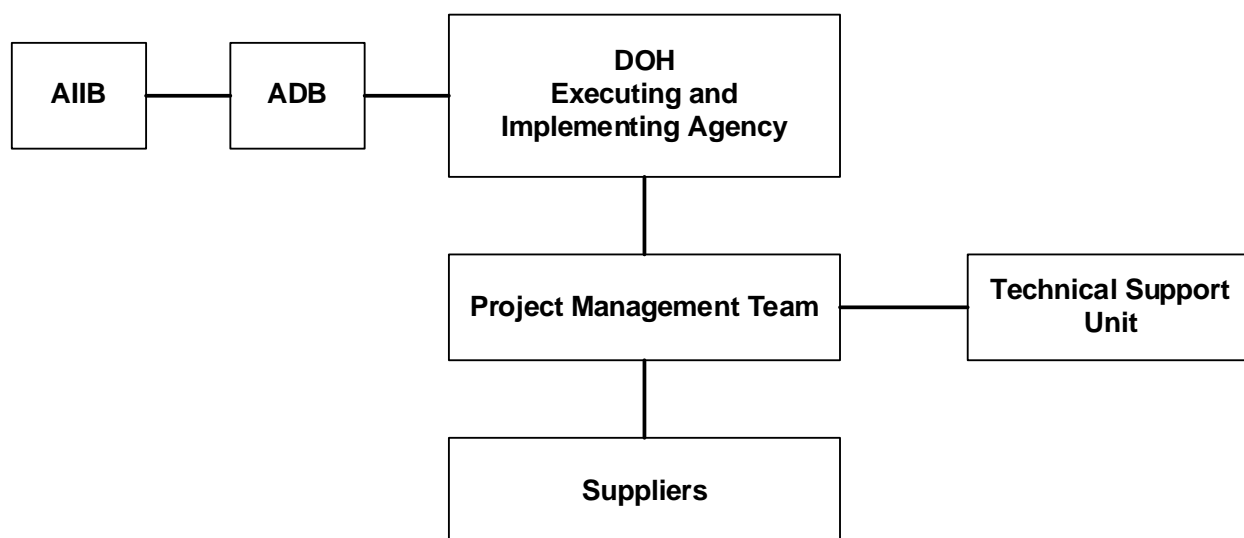 AIIB
ADB
DOH
Executing and
Implementing Agency
Project Management Team
Technical Support
Unit
Suppliers